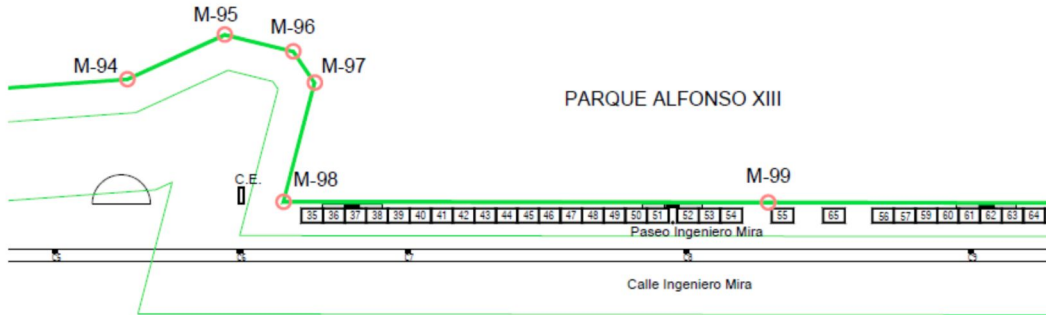 M-95
M-96
M-94
M-97
PARQUE ALFONSO XIII
C.E.
M-98
M-99
35 36 37 38 39 40 41 42 43 44 45 46 47 48 49 50 51 52 53 54 55 65 56 57 59 60 61 62 63 64
Paseo Ingeniero Mira
Calle Ingeniero Mira